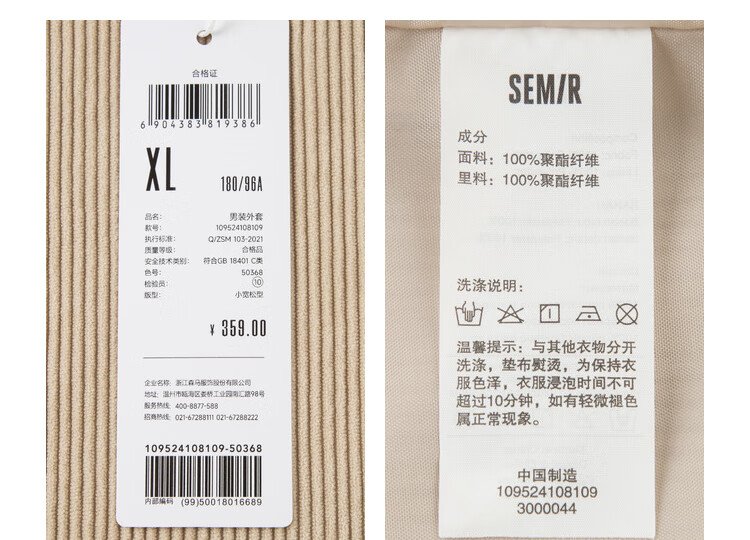 合格证
6 904383 819386
XL
180/96A
品名： 男装外套
款号： 109524108109
执行标准： Q/ZSM 103-2021
质量等级： 合格品
安全技术类别： 符合GB 18401 C类
色号： 50368
检验员： 10
版型： 小宽松型
¥ 359.00
企业名称：浙江森马服饰股份有限公司
地址：温州市瓯海区娄桥工业园南汇路98号
服务热线：400-8877-588
招商热线：021-67288111 021-67288222
109524108109-50368
内部编码 (99)50018016689
SEMIR
成分
面料：100%聚酯纤维
里料：100%聚酯纤维
洗涤说明：
温馨提示：与其他衣物分开
洗涤，垫布熨烫，为保持衣
服色泽，衣服浸泡时间不可
超过10分钟，如有轻微褪色
属正常现象。
中国制造
109524108109
3000044